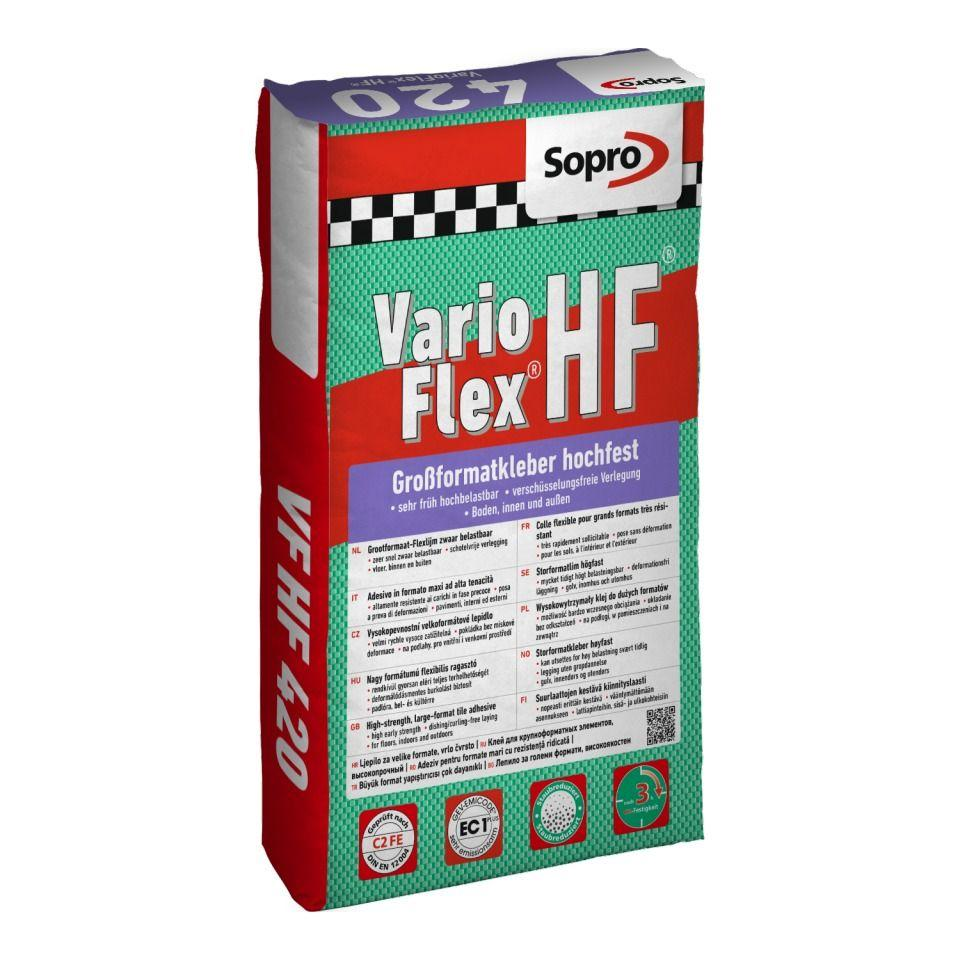 420
VarioFlex® HF®
Sopro
Sopro
Vario
Flex®
HF®
Großformatkleber hochfest
• sehr früh hochbelastbar • verschüsselungsfreie Verlegung
• Boden, innen und außen
NL Grootformaat-Flexlijm zwaar belastbaar
• zeer snel zwaar belastbaar • schotelvrije verlegging
• vloer, binnen en buiten
IT Adesivo in formato maxi ad alta tenacità
• altamente resistente ai carichi in fase precoce • posa
a prova di deformazioni • pavimenti, interni ed esterni
CZ Vysokopevnostní velkoformátové lepidlo
• velmi rychle vysoce zatížitelná • pokládka bez miskové
deformace • na podlahy, pro vnitřní i venkovní prostředí
HU Nagy formátumú flexibilis ragasztó
• rendkívül gyorsan eléri teljes terhelhetőségét
• deformálódásmentes burkolást biztosít
• padlóra, bel- és kültérre
GB High-strength, large-format tile adhesive
• high early strength • dishing/curling-free laying
• for floors, indoors and outdoors
FR Colle flexible pour grands formats très rési-
stant
• très rapidement sollicitable • pose sans déformation
• pour les sols, à l'intérieur et l'extérieur
SE Storformatlim högfast
• mycket tidigt högt belastningsbar • deformationsfri
läggning • golv, inomhus och utomhus
PL Wysokowytrzymały klej do dużych formatów
• możliwość bardzo wczesnego obciążania • układanie
bez odkształceń • na podłogi, w pomieszczeniach i na
zewnątrz
NO Storformatkleber høyfast
• kan utsettes for høy belastning svært tidlig
• legging uten gropdannelse
• gulv, innendørs og utendørs
FI Suurlaattojen kestävä kiinnityslaasti
• nopeasti erittäin kestävä • vääntymättömään
asennukseen • lattiapintoihin, sisä- ja ulkokohteisiin
HR Ljepilo za velike formate, vrlo čvrsto | RU Клей для крупноформатных элементов,
высокопрочный | RO Adeziv pentru formate mari cu rezistență ridicată |
TR Büyük format yapıştırıcısı çok dayanıklı | BG Лепило за големи формати, високоякостен
Geprüft nach
C2 FE
DIN EN 12 004
GEV-EMICODE
EC 1 PLUS
sehr emissionsarm
Staubreduziert
Staubreduziert
3
-Festigkeit
VF HF 420